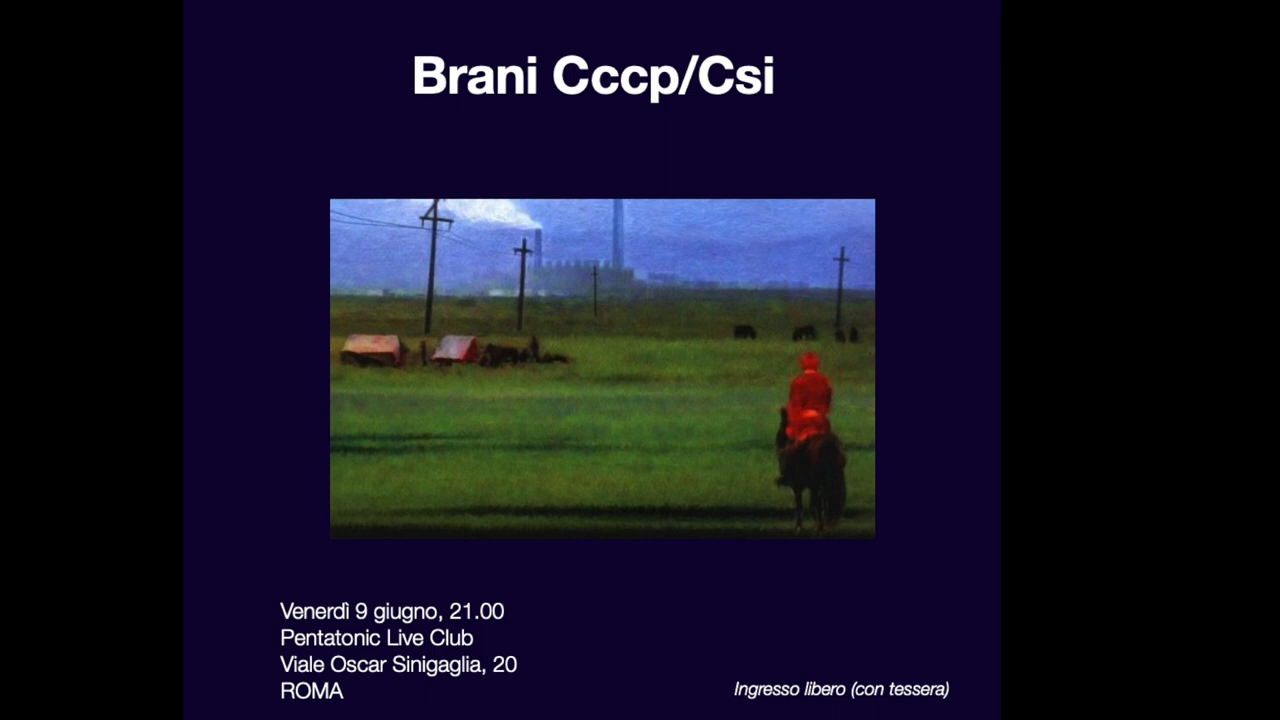 Brani Cccp/Csi
Venerdì 9 giugno, 21.00
Pentatonic Live Club
Viale Oscar Sinigaglia, 20
ROMA
Ingresso libero (con tessera)